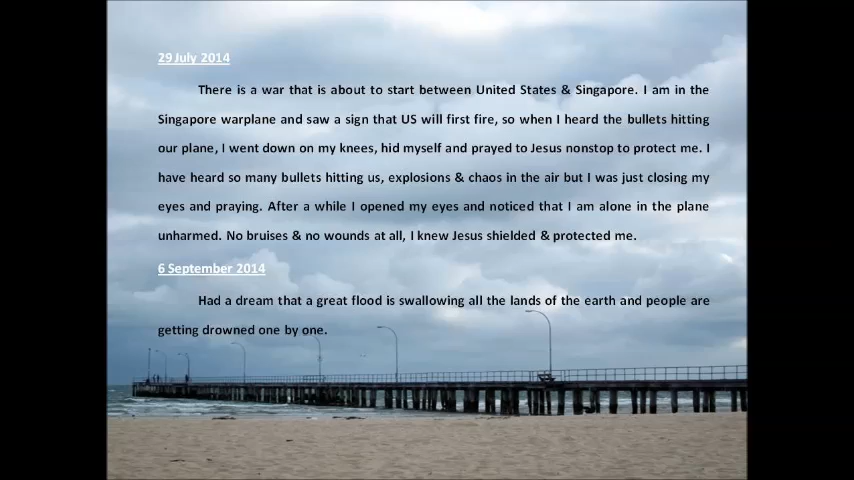 29 July 2014
There is a war that is about to start between United States & Singapore. I am in the
Singapore warplane and saw a sign that US will first fire, so when I heard the bullets hitting
our plane, I went down on my knees, hid myself and prayed to Jesus nonstop to protect me. I
have heard so many bullets hitting us, explosions & chaos in the air but I was just closing my
eyes and praying. After a while I opened my eyes and noticed that I am alone in the plane
unharmed. No bruises & no wounds at all, I knew Jesus shielded & protected me.
6 September 2014
Had a dream that a great flood is swallowing all the lands of the earth and people are
getting drowned one by one.